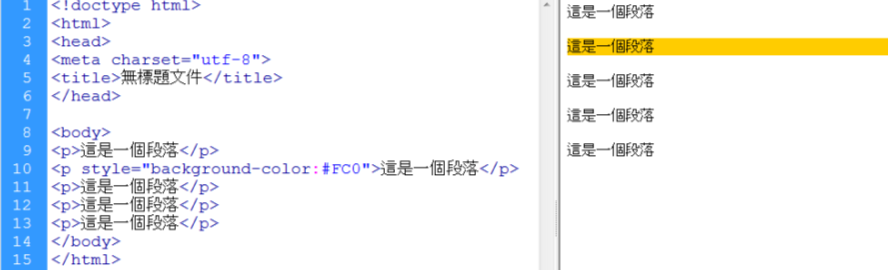 1 <!doctype html>
2 <html>
3 <head>
4 <meta charset="utf-8">
5 <title>無標題文件</title>
6 </head>
7
8 <body>
9 <p>這是一個段落</p>
10 <p style="background-color:#FC0">這是一個段落</p>
11 <p>這是一個段落</p>
12 <p>這是一個段落</p>
13 <p>這是一個段落</p>
14 </body>
15 </html>
這是一個段落
這是一個段落
這是一個段落
這是一個段落
這是一個段落